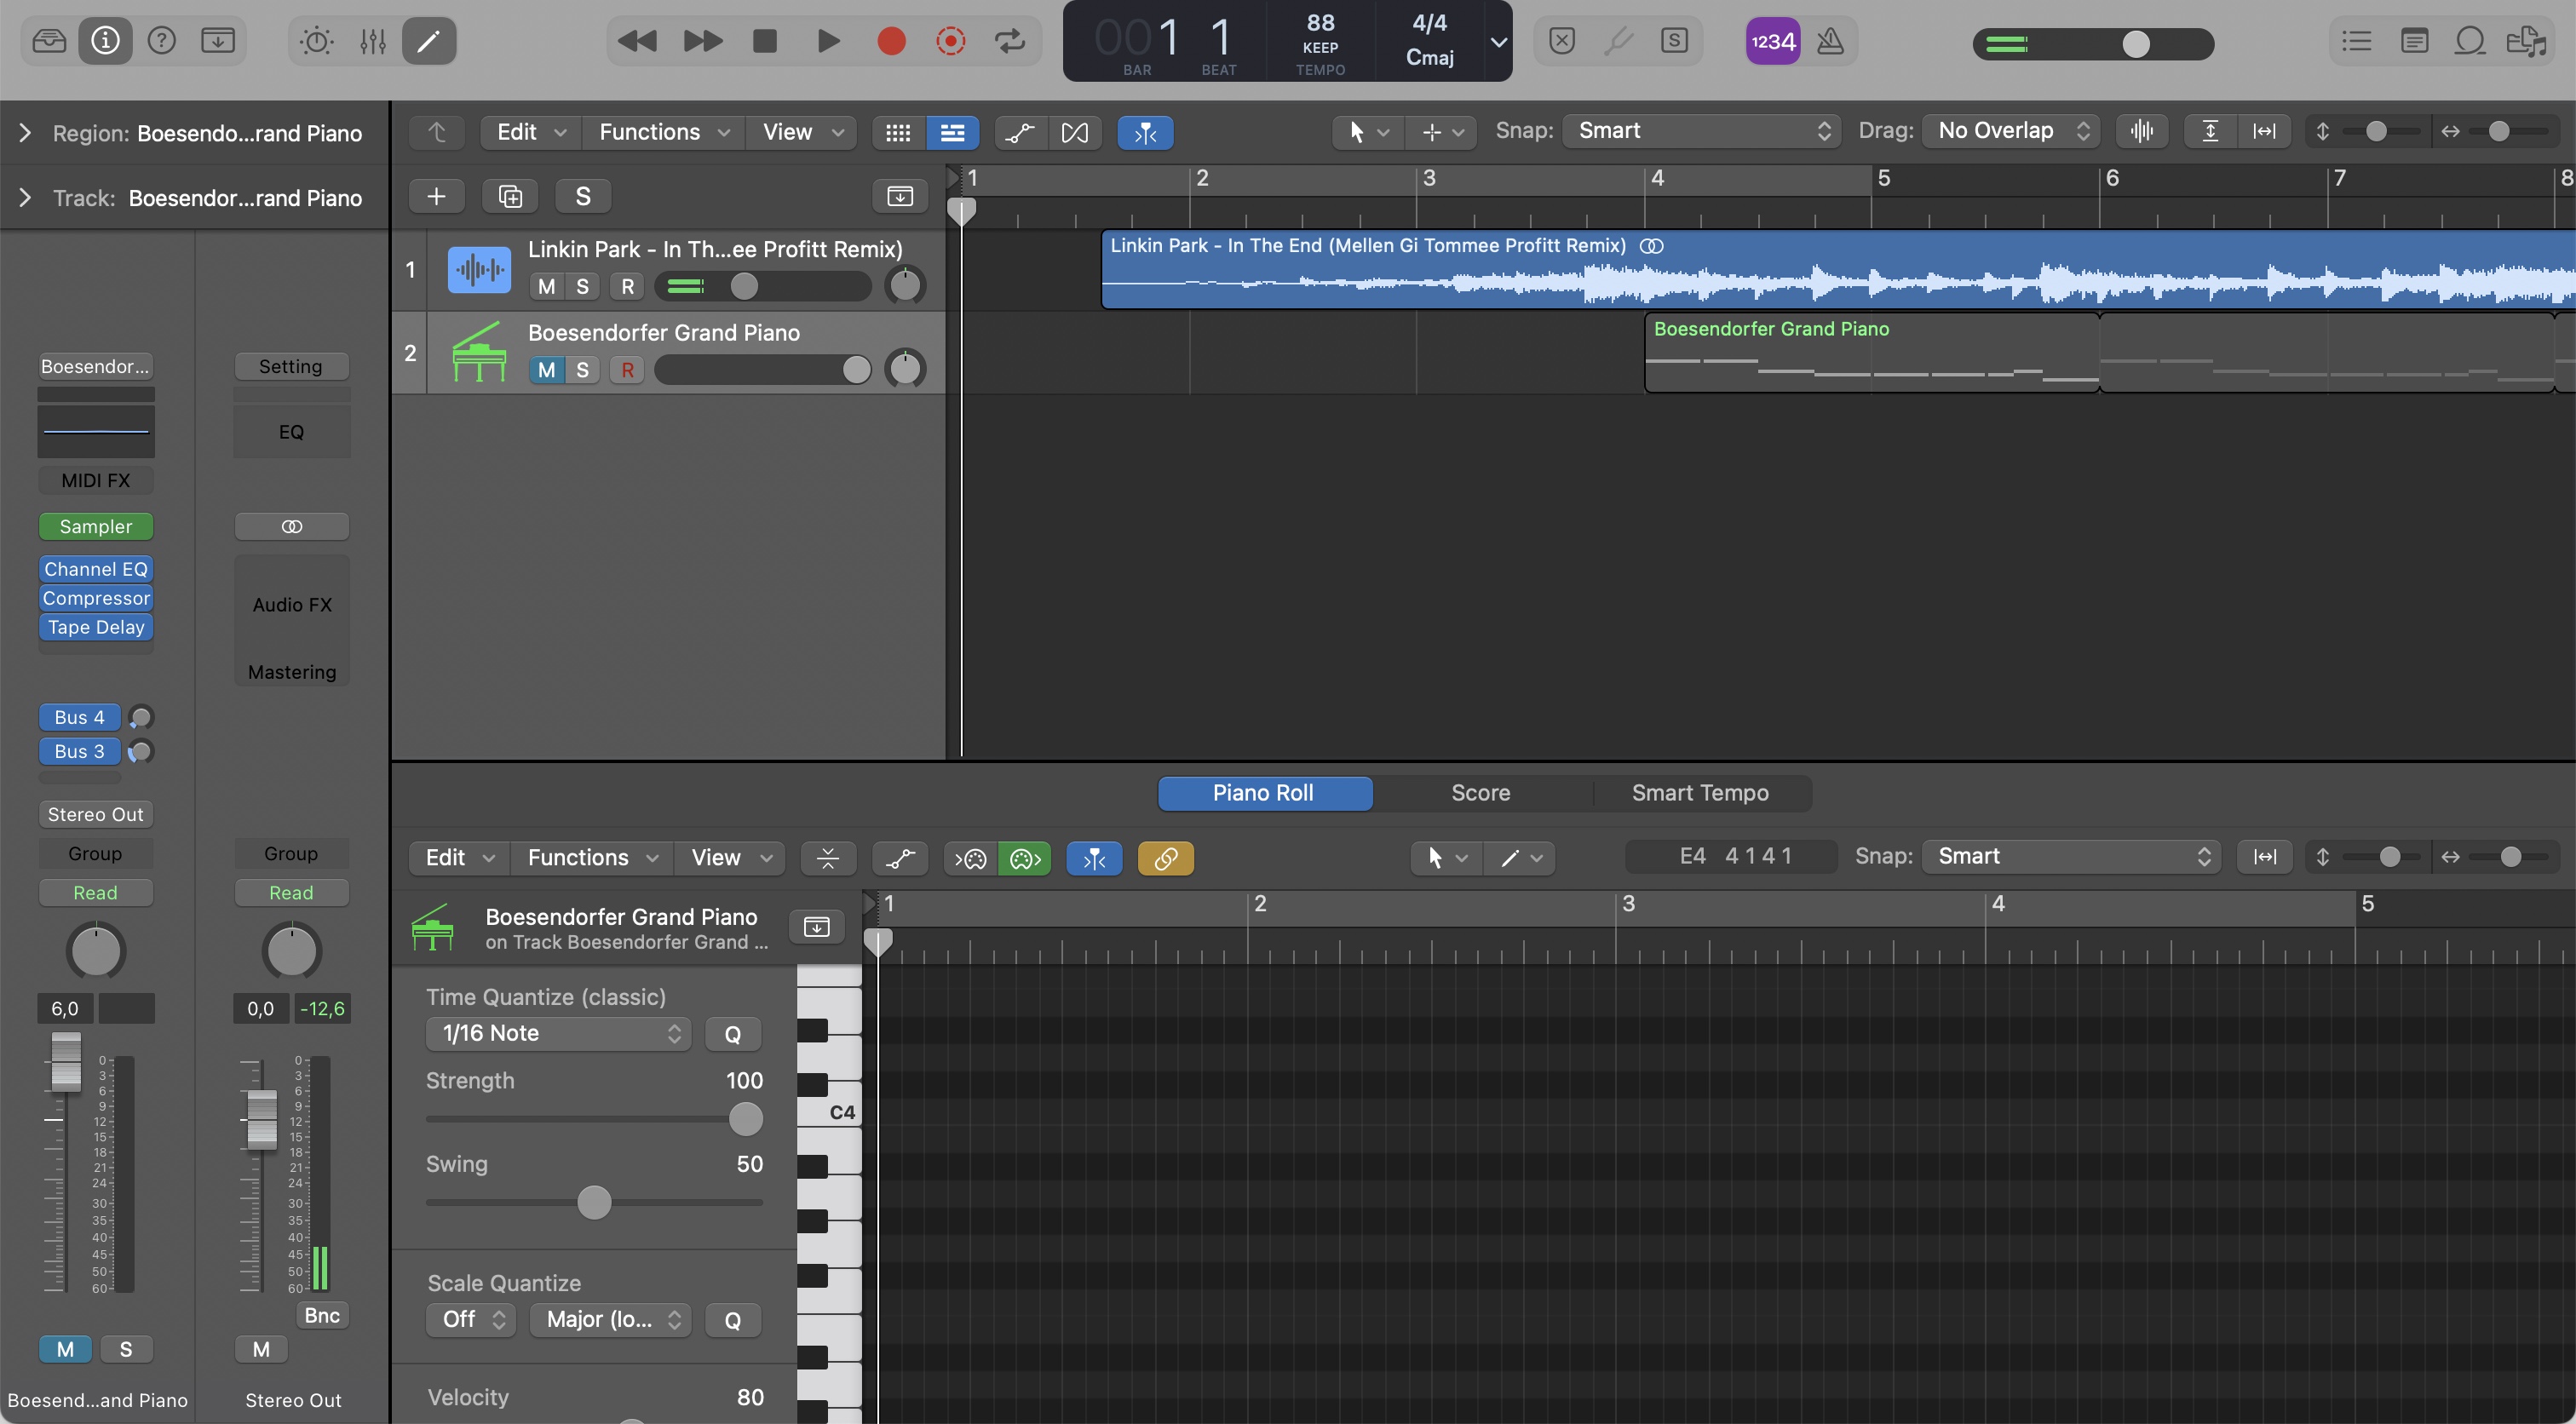 001 1
BAR BEAT
88
KEEP
TEMPO
4/4
Cmaj
S
1234
Region: Boesendo...rand Piano
Track: Boesendor...rand Piano
Edit Functions View
Snap: Smart
Drag: No Overlap
S
1 2 3 4 5 6 7 8
1
Linkin Park - In Th...ee Profitt Remix)
M S R
Linkin Park - In The End (Mellen Gi Tommee Profitt Remix)
2
Boesendorfer Grand Piano
M S R
Boesendorfer Grand Piano
Boesendor... Setting
EQ
MIDI FX
Sampler
Channel EQ
Compressor
Tape Delay
Audio FX
Mastering
Bus 4
Bus 3
Stereo Out
Group Group
Read Read
6,0 0,0 -12,6
0 0
3 3
6 6
9 9
12 12
15 15
18 18
21 21
24 24
30 30
35 35
40 40
45 45
50 50
60 60
Bnc
M S M
Boesend...and Piano Stereo Out
Piano Roll Score Smart Tempo
Edit Functions View
E4 4 1 4 1
Snap: Smart
Boesendorfer Grand Piano
on Track Boesendorfer Grand ...
1 2 3 4 5
Time Quantize (classic)
1/16 Note Q
Strength 100
Swing 50
Scale Quantize
Off Major (lo... Q
Velocity 80
C4